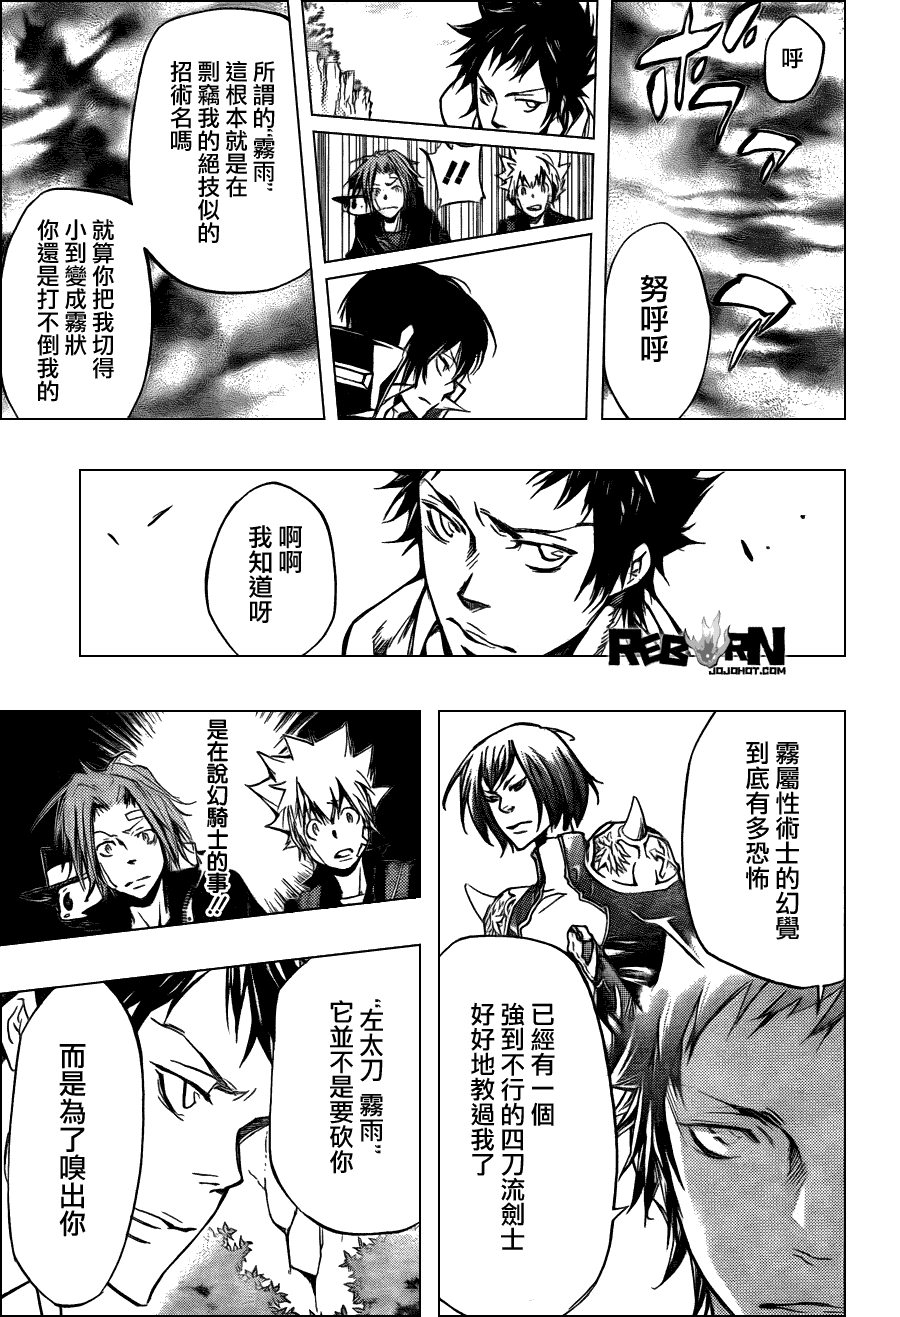 呼
ボボワッ
努呼呼
!!
所謂的“霧雨”
這根本就是在
剽竊我的絕技似的
招術名嗎
就算你把我切得
小到變成霧狀
你還是打不倒我的
啊啊
我知道呀
REBORN
JOJOHOT.COM
霧屬性術士的幻覺
到底有多恐怖
已經有一個
強到不行的四刀流劍士
好好地教過我了
是在說幻騎士的事!!
“左太刀 霧雨”
它並不是要砍你
而是為了嗅出你